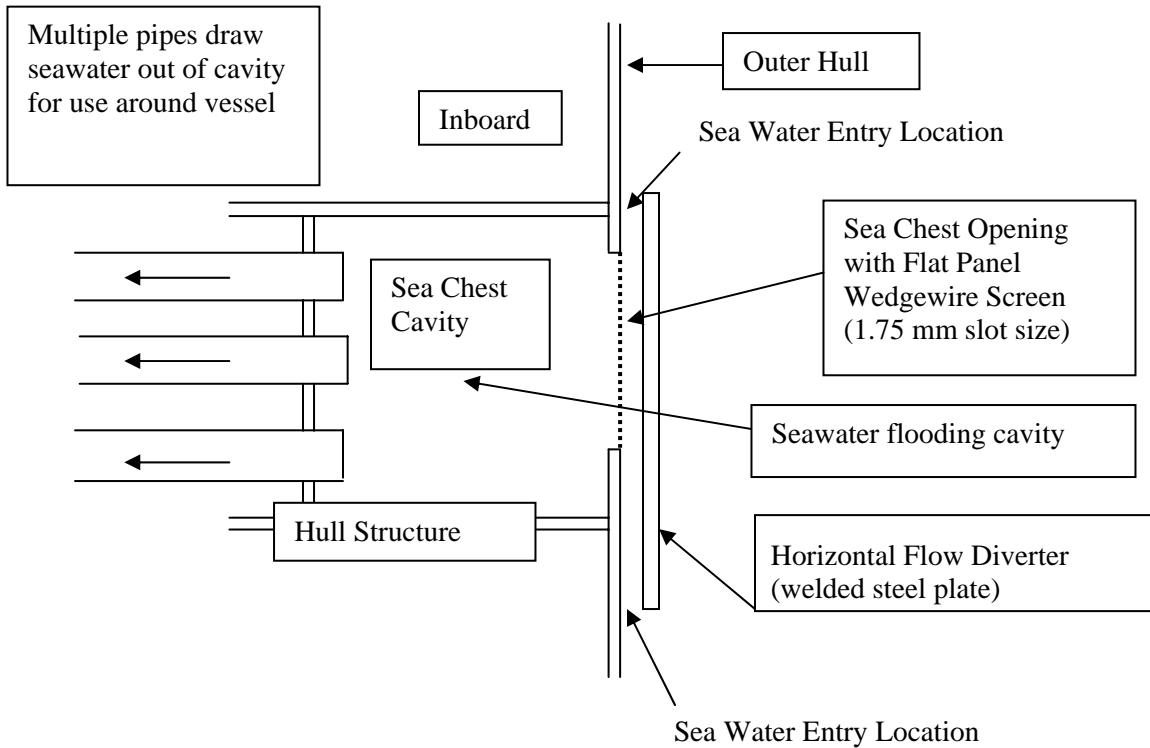 Multiple pipes draw
seawater out of cavity
for use around vessel
Outer Hull
Inboard
Sea Water Entry Location
Sea Chest Opening
with Flat Panel
Wedgewire Screen
(1.75 mm slot size)
Sea Chest
Cavity
Seawater flooding cavity
Hull Structure
Horizontal Flow Diverter
(welded steel plate)
Sea Water Entry Location